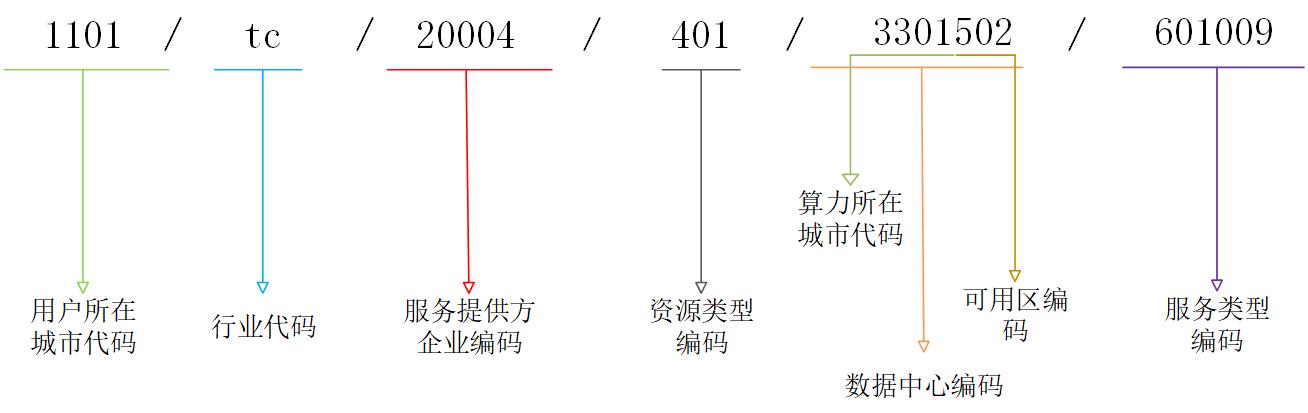 1101 / tc / 20004 / 401 / 3301502 / 601009
算力所在
城市代码
用户所在
城市代码
行业代码
服务提供方
企业编码
资源类型
编码
可用区编
码
服务类型
编码
数据中心编码